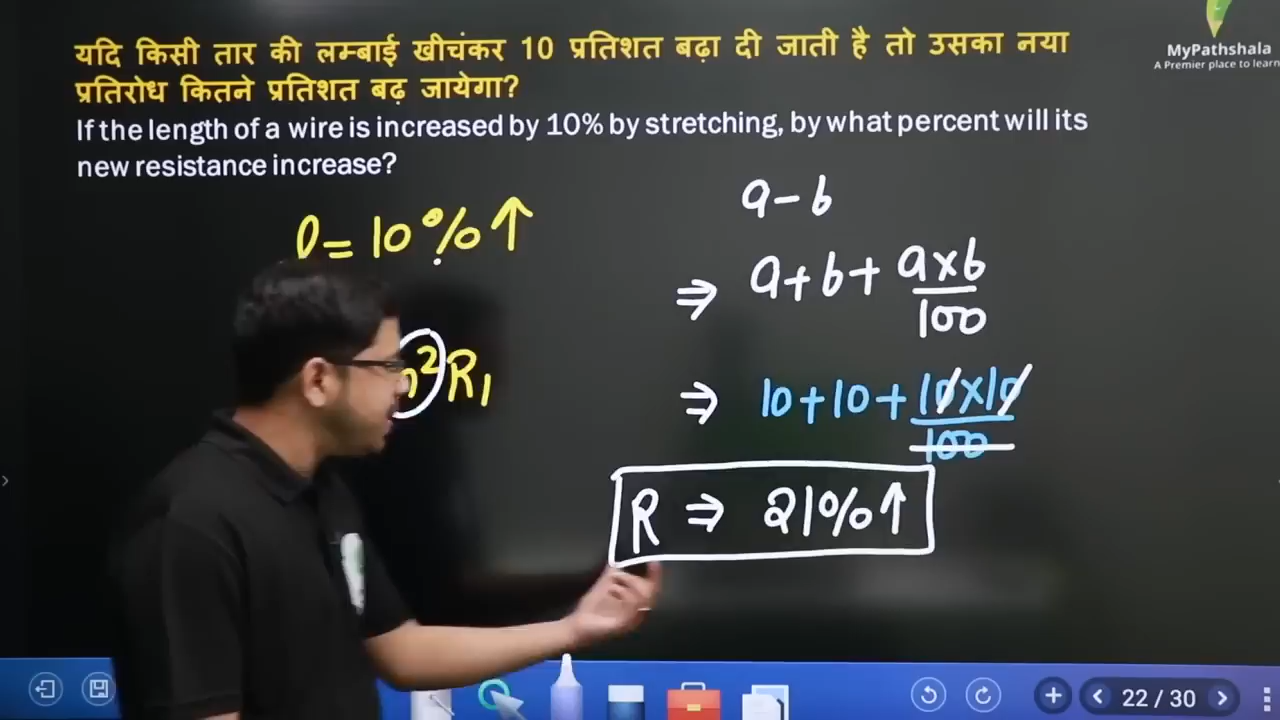 यदि किसी तार की लम्बाई खीचंकर 10 प्रतिशत बढ़ा दी जाती है तो उसका नया
प्रतिरोध कितने प्रतिशत बढ़ जायेगा?
If the length of a wire is increased by 10% by stretching, by what percent will its
new resistance increase?
MyPathshala
A Premier place to learn
l = 10% ↑
n² R₁
a - b
⇒ a + b + a×b/100
⇒ 10 + 10 + 10×10/100
R ⇒ 21% ↑
22 / 30